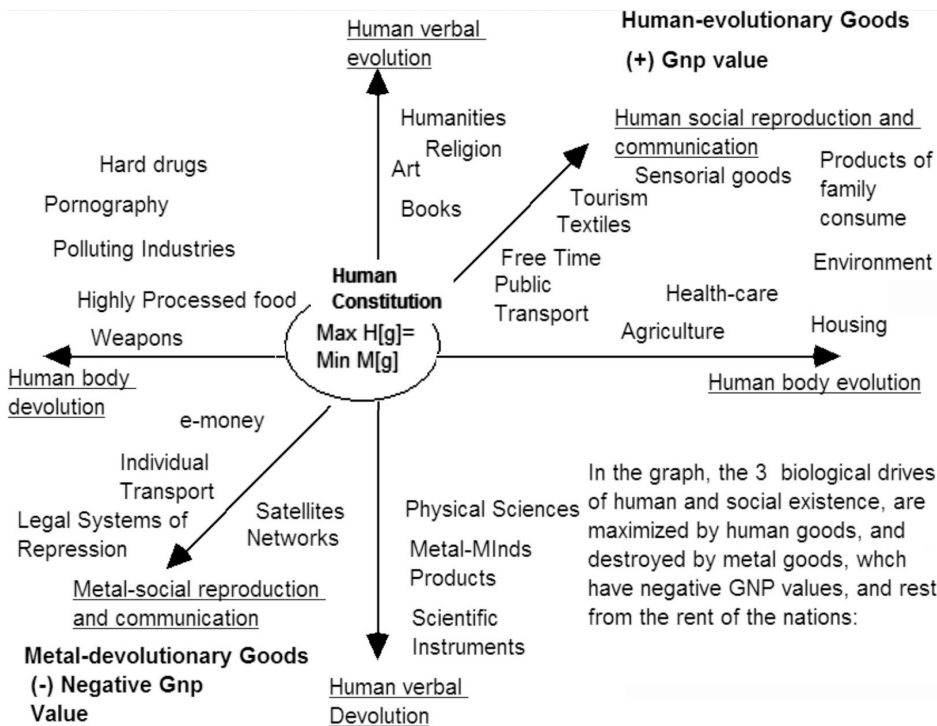 Human verbal
evolution
Human-evolutionary Goods
(+) Gnp value
Humanities
Religion
Art
Books
Human social reproduction and
communication
Sensorial goods
Products of
family
consume
Tourism
Textiles
Free Time
Public
Transport
Environment
Health-care
Agriculture
Housing
Hard drugs
Pornography
Polluting Industries
Highly Processed food
Weapons
Human
Constitution
Max H[g]=
Min M[g]
Human body
devolution
Human body evolution
e-money
Individual
Transport
Legal Systems of
Repression
Satellites
Networks
Metal-social reproduction
and communication
Metal-devolutionary Goods
(-) Negative Gnp
Value
Physical Sciences
Metal-MInds
Products
Scientific
Instruments
Human verbal
Devolution
In the graph, the 3 biological drives
of human and social existence, are
maximized by human goods, and
destroyed by metal goods, whch
have negative GNP values, and rest
from the rent of the nations: